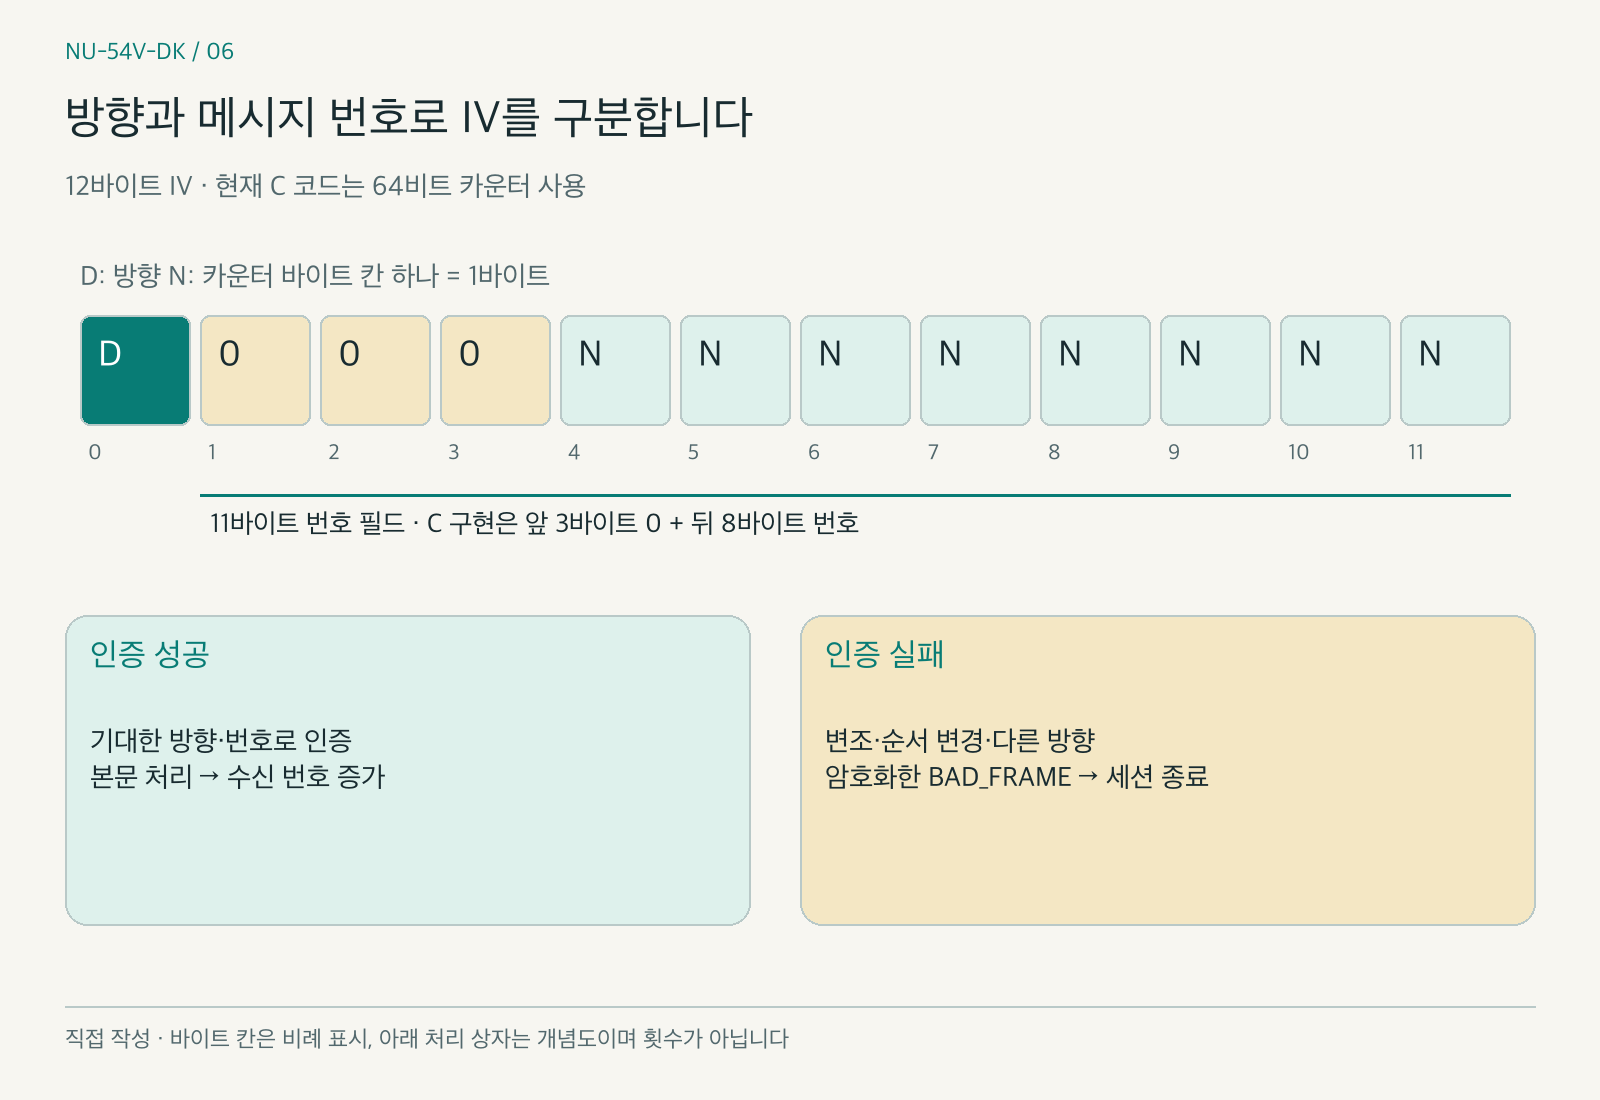 NU-54V-DK / 06
방향과 메시지 번호로 IV를 구분합니다
12바이트 IV · 현재 C 코드는 64비트 카운터 사용
D: 방향 N: 카운터 바이트 칸 하나 = 1바이트
D 0 0 0 N N N N N N N N
0 1 2 3 4 5 6 7 8 9 10 11
11바이트 번호 필드 · C 구현은 앞 3바이트 0 + 뒤 8바이트 번호
인증 성공
기대한 방향·번호로 인증
본문 처리 → 수신 번호 증가
인증 실패
변조·순서 변경·다른 방향
암호화한 BAD_FRAME → 세션 종료
직접 작성 · 바이트 칸은 비례 표시, 아래 처리 상자는 개념도이며 횟수가 아닙니다